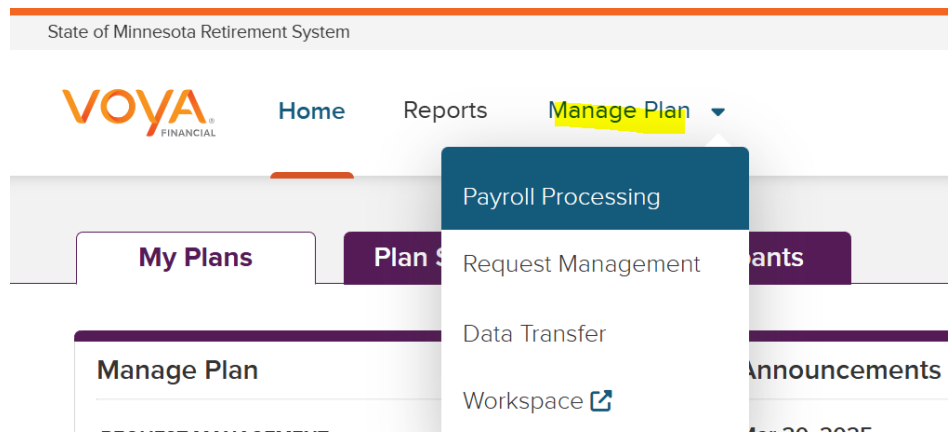 State of Minnesota Retirement System
VOYA FINANCIAL
Home Reports Manage Plan
Payroll Processing
My Plans Plan
Request Management
Data Transfer
Manage Plan Announcements
Workspace
2025